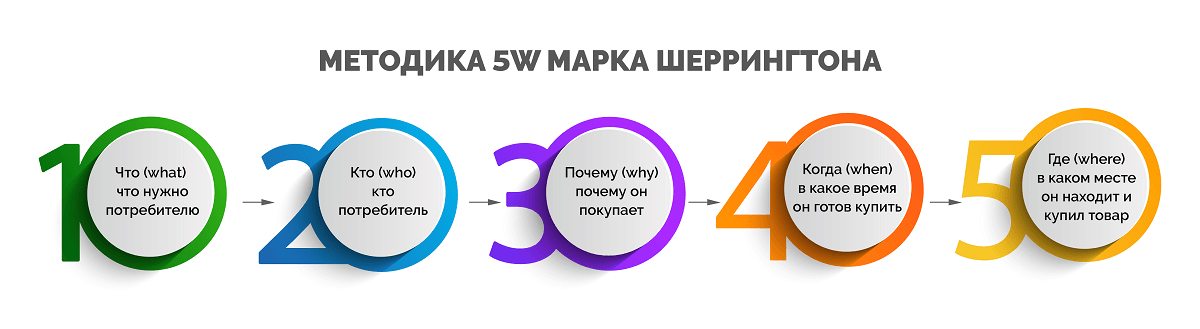 МЕТОДИКА 5W МАРКА ШЕРРИНГТОНА
1
Что (what)
что нужно
потребителю
2
Кто (who)
кто
потребитель
3
Почему (why)
почему он
покупает
4
Когда (when)
в какое время
он готов купить
5
Где (where)
в каком месте
он находит и
купил товар